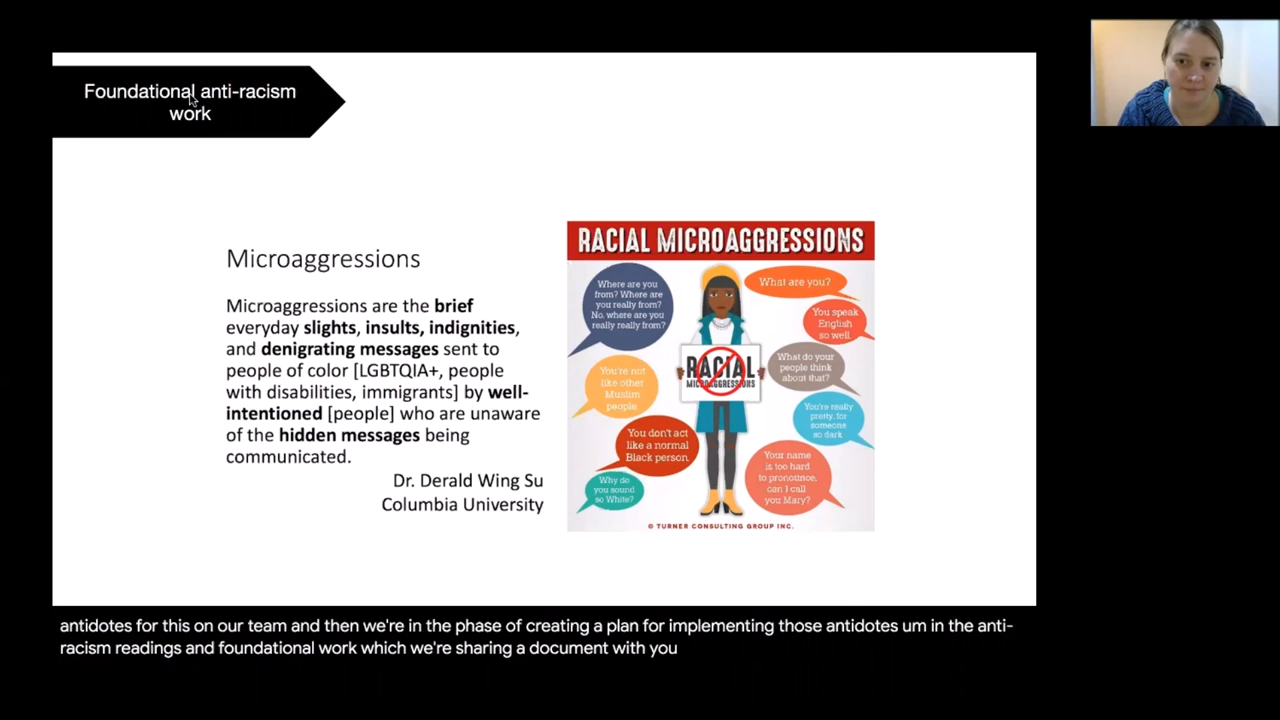 Foundational anti-racism
work
Microaggressions
Microaggressions are the brief
everyday slights, insults, indignities,
and denigrating messages sent to
people of color [LGBTQIA+, people
with disabilities, immigrants] by well-
intentioned [people] who are unaware
of the hidden messages being
communicated.
Dr. Derald Wing Su
Columbia University
RACIAL MICROAGGRESSIONS
Where are you
from? Where are
you really from?
No, where are you
really really from?
What are you?
You speak
English
so well.
What do your
people think
about that?
You're not
like other
Muslim
people.
You're really
pretty, for
someone
so dark.
You don't act
like a normal
Black person.
Your name
is too hard
to pronounce,
can I call
you Mary?
Why do
you sound
so White?
RACIAL
MICROAGGRESSIONS
© TURNER CONSULTING GROUP INC.
antidotes for this on our team and then we're in the phase of creating a plan for implementing those antidotes um in the anti-
racism readings and foundational work which we're sharing a document with you